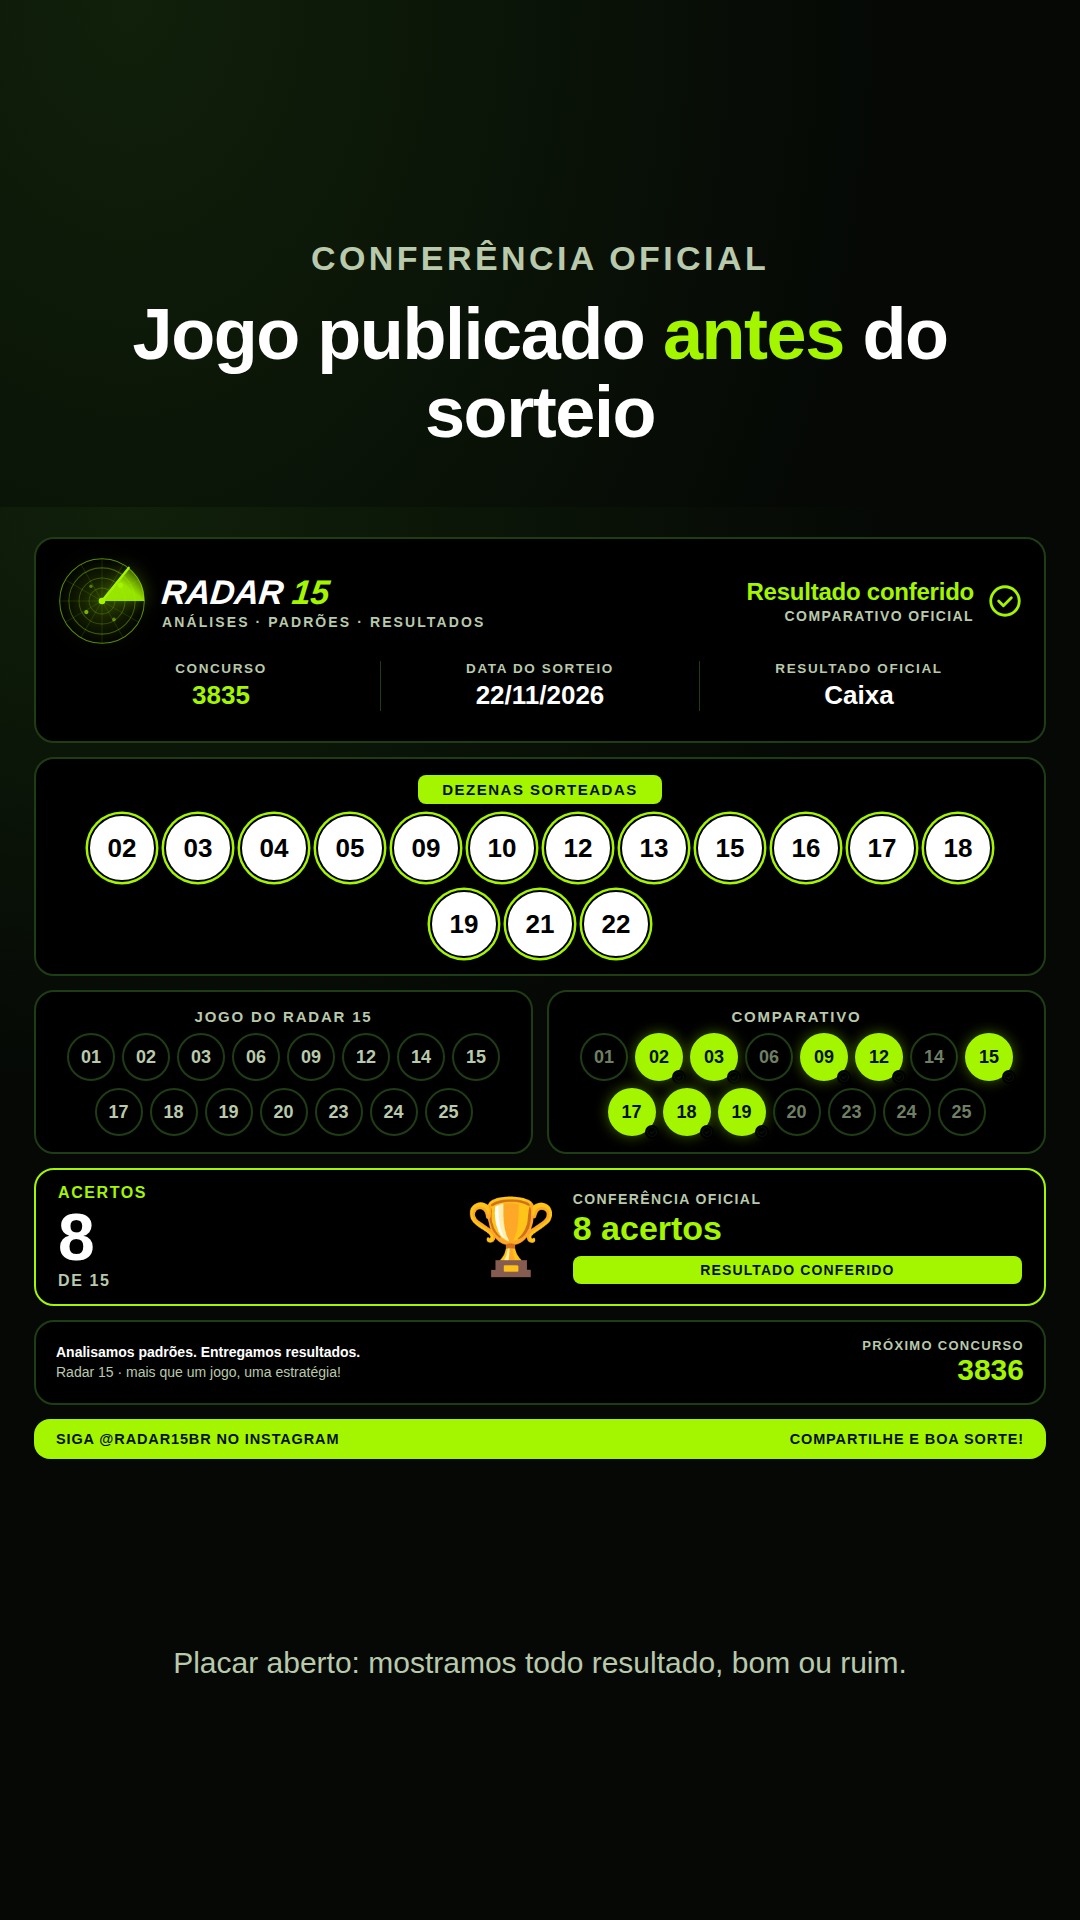 CONFERÊNCIA OFICIAL
Jogo publicado antes do
sorteio
RADAR 15
ANÁLISES · PADRÕES · RESULTADOS
Resultado conferido
COMPARATIVO OFICIAL
CONCURSO
3835
DATA DO SORTEIO
22/11/2026
RESULTADO OFICIAL
Caixa
DEZENAS SORTEADAS
02 03 04 05 09 10 12 13 15 16 17 18
19 21 22
JOGO DO RADAR 15
01 02 03 06 09 12 14 15
17 18 19 20 23 24 25
COMPARATIVO
01 02 03 06 09 12 14 15
17 18 19 20 23 24 25
ACERTOS
8
DE 15
CONFERÊNCIA OFICIAL
8 acertos
RESULTADO CONFERIDO
Analisamos padrões. Entregamos resultados.
Radar 15 · mais que um jogo, uma estratégia!
PRÓXIMO CONCURSO
3836
SIGA @RADAR15BR NO INSTAGRAM
COMPARTILHE E BOA SORTE!
Placar aberto: mostramos todo resultado, bom ou ruim.